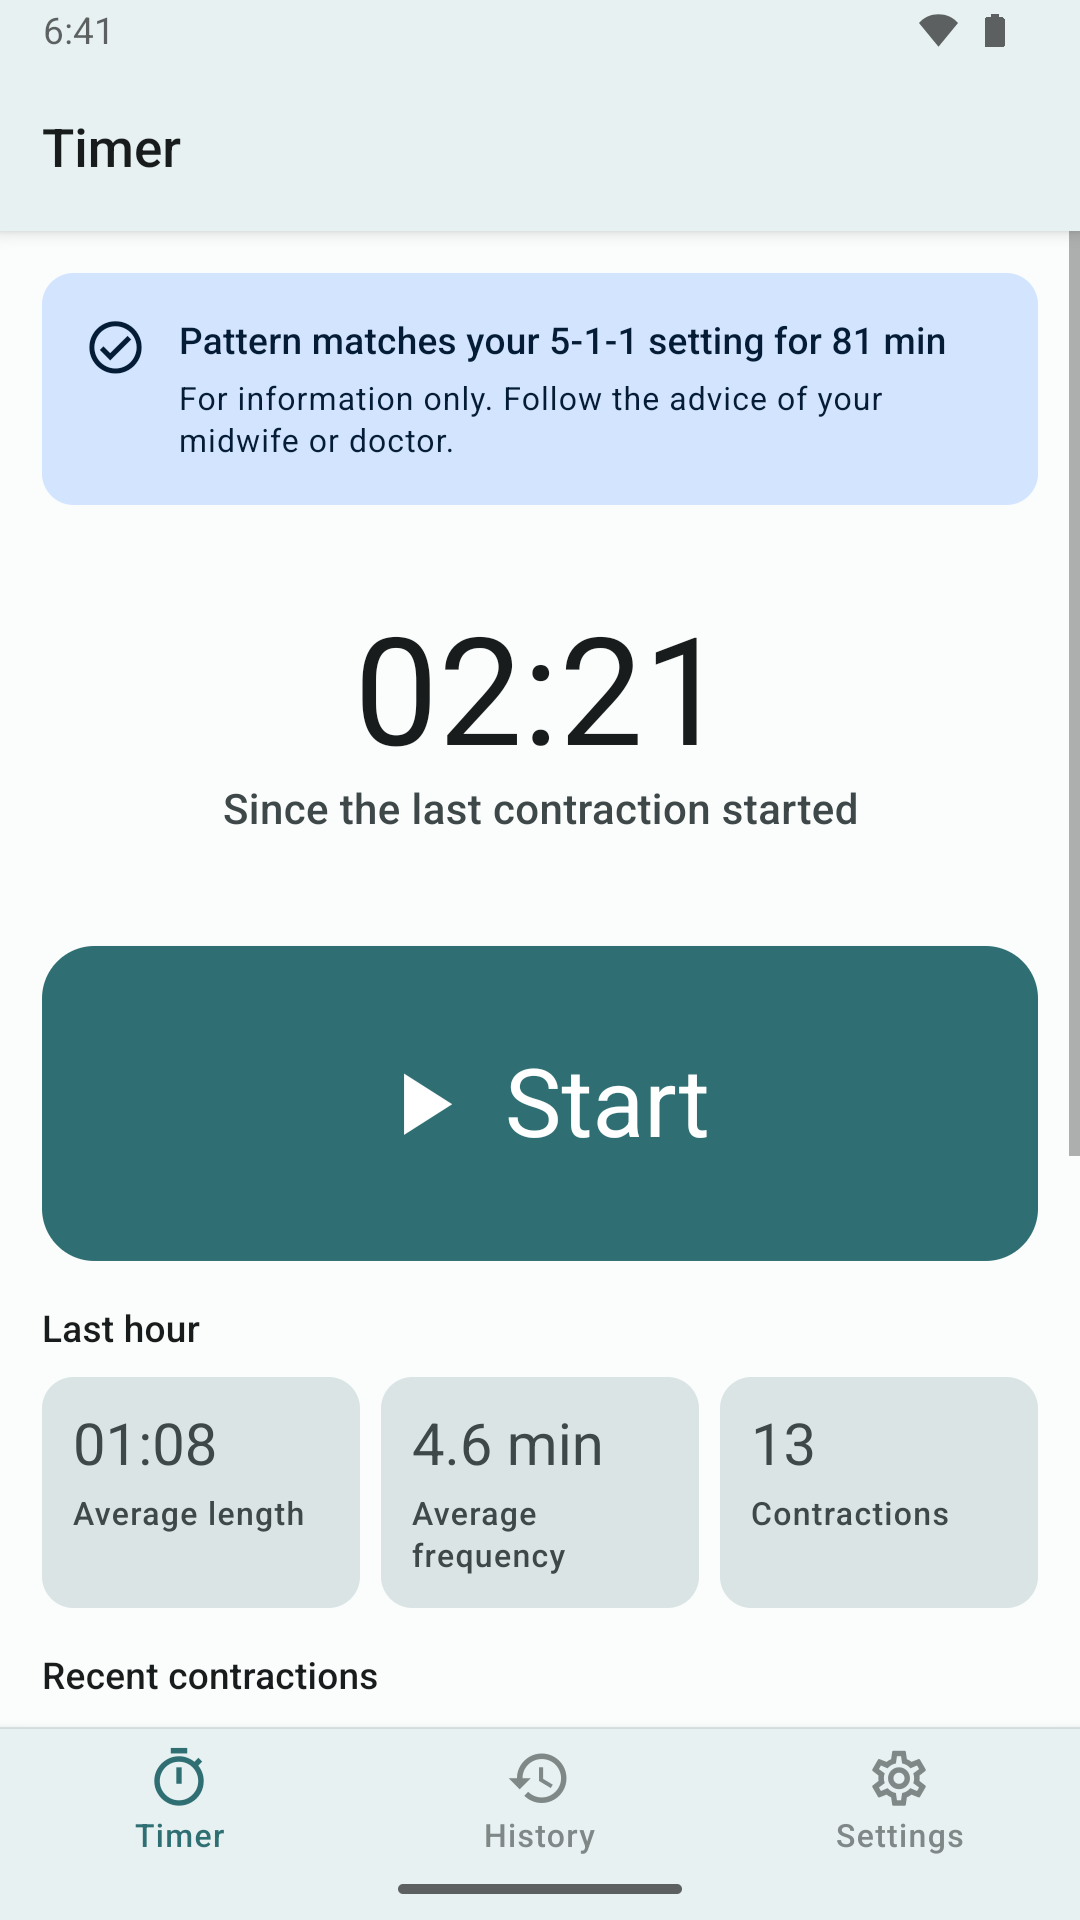 6:41
Timer
Pattern matches your 5-1-1 setting for 81 min
For information only. Follow the advice of your
midwife or doctor.
02:21
Since the last contraction started
Start
Last hour
01:08
Average length
4.6 min
Average
frequency
13
Contractions
Recent contractions
Timer
History
Settings